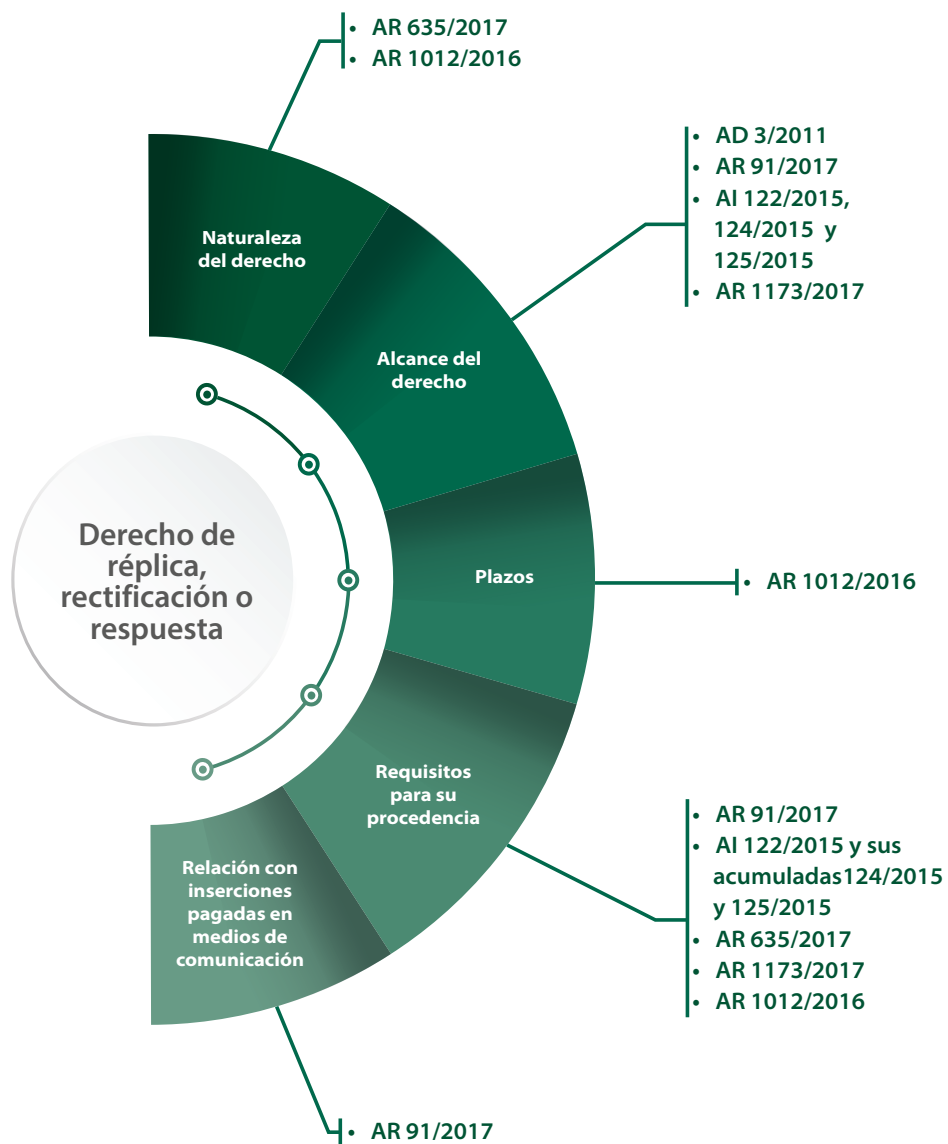 Derecho de
réplica,
rectificación o
respuesta
Naturaleza
del derecho
• AR 635/2017
• AR 1012/2016
Alcance del
derecho
• AD 3/2011
• AR 91/2017
• AI 122/2015,
124/2015 y
125/2015
• AR 1173/2017
Plazos
• AR 1012/2016
Requisitos
para su
procedencia
• AR 91/2017
• AI 122/2015 y sus
acumuladas124/2015
y 125/2015
• AR 635/2017
• AR 1173/2017
• AR 1012/2016
Relación con
inserciones
pagadas en
medios de
comunicación
• AR 91/2017